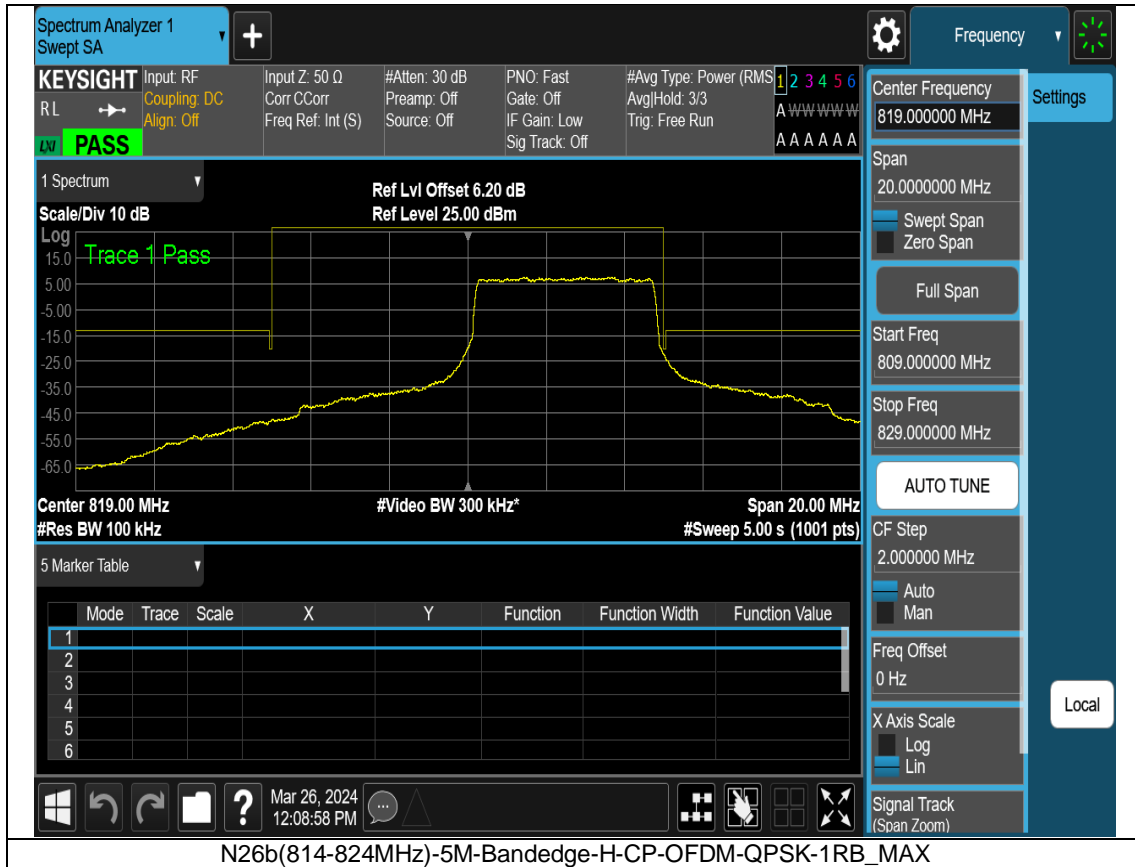 Spectrum Analyzer 1
Swept SA
Frequency
KEYSIGHT
R L
LXI
PASS
Input: RF
Coupling: DC
Align: Off
Input Z: 50 Ω
Corr CCorr
Freq Ref: Int (S)
#Atten: 30 dB
Preamp: Off
Source: Off
PNO: Fast
Gate: Off
IF Gain: Low
Sig Track: Off
#Avg Type: Power (RMS
Avg|Hold: 3/3
Trig: Free Run
1 2 3 4 5 6
A W W W W W
A A A A A A
1 Spectrum
Ref Lvl Offset 6.20 dB
Scale/Div 10 dB
Ref Level 25.00 dBm
Log
Trace 1 Pass
15.0
5.00
-5.00
-15.0
-25.0
-35.0
-45.0
-55.0
-65.0
Center 819.00 MHz
#Video BW 300 kHz*
Span 20.00 MHz
#Res BW 100 kHz
#Sweep 5.00 s (1001 pts)
5 Marker Table
Mode Trace Scale X Y Function Function Width Function Value
1
2
3
4
5
6
Mar 26, 2024
12:08:58 PM
Center Frequency
819.000000 MHz
Settings
Span
20.0000000 MHz
Swept Span
Zero Span
Full Span
Start Freq
809.000000 MHz
Stop Freq
829.000000 MHz
AUTO TUNE
CF Step
2.000000 MHz
Auto
Man
Freq Offset
0 Hz
Local
X Axis Scale
Log
Lin
Signal Track
(Span Zoom)
N26b(814-824MHz)-5M-Bandedge-H-CP-OFDM-QPSK-1RB_MAX